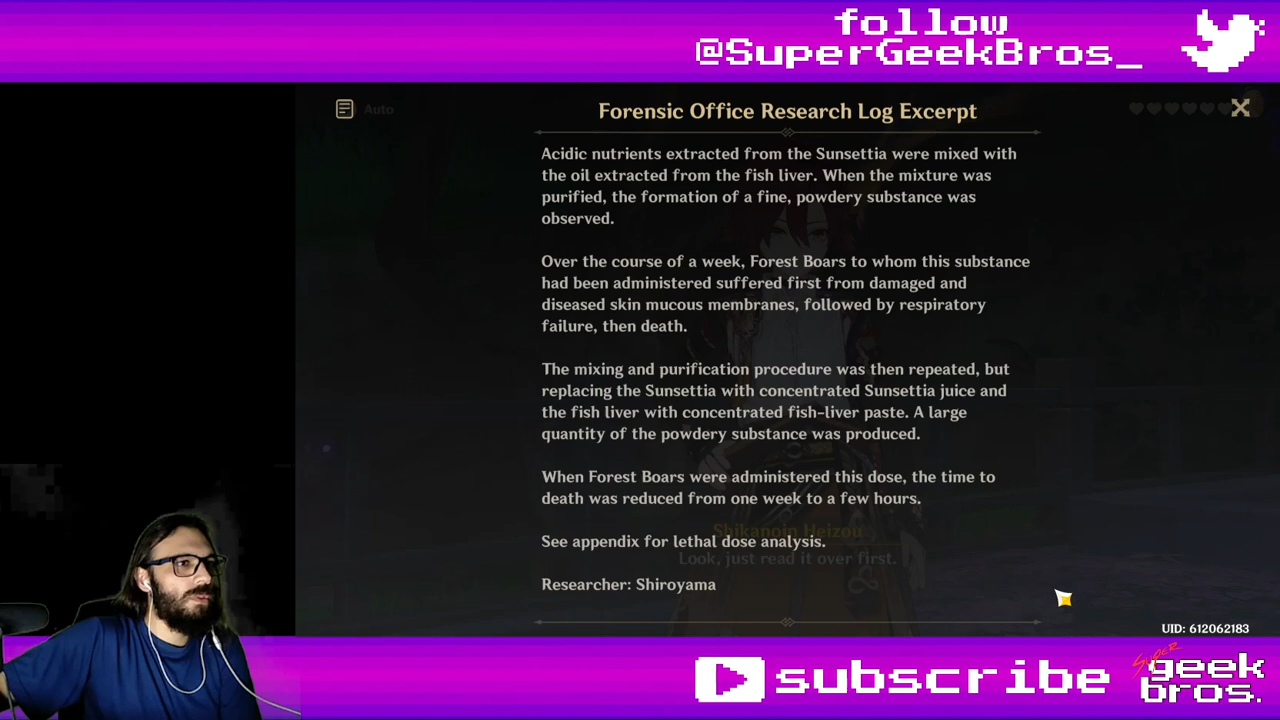 follow
@SuperGeekBros_
Auto
Forensic Office Research Log Excerpt
Acidic nutrients extracted from the Sunsettia were mixed with
the oil extracted from the fish liver. When the mixture was
purified, the formation of a fine, powdery substance was
observed.
Over the course of a week, Forest Boars to whom this substance
had been administered suffered first from damaged and
diseased skin mucous membranes, followed by respiratory
failure, then death.
The mixing and purification procedure was then repeated, but
replacing the Sunsettia with concentrated Sunsettia juice and
the fish liver with concentrated fish-liver paste. A large
quantity of the powdery substance was produced.
When Forest Boars were administered this dose, the time to
death was reduced from one week to a few hours.
Shikanoin Heizou
See appendix for lethal dose analysis.
Look, just read it over first.
Researcher: Shiroyama
UID: 612062183
subscribe
SUPER
geek
bros.